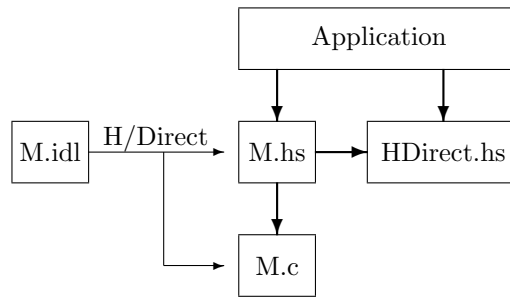 Application
H/Direct
M.idl
M.hs
HDirect.hs
M.c